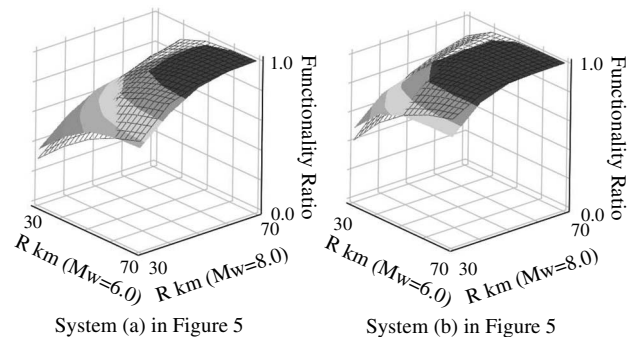 1.0
Functionality Ratio
0.0
30
70
R km (Mw=6.0)
70
30
R km (Mw=8.0)
System (a) in Figure 5
1.0
Functionality Ratio
0.0
30
70
R km (Mw=6.0)
70
30
R km (Mw=8.0)
System (b) in Figure 5